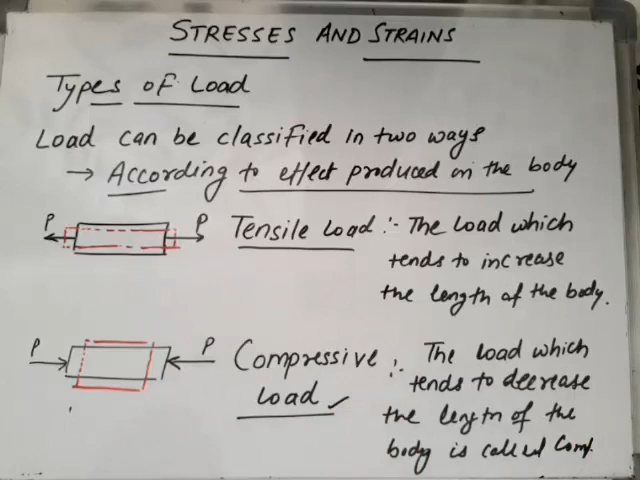 STRESSES AND STRAINS
Types of Load
Load can be classified in two ways
→ According to effect produced on the body
P P Tensile Load :- The load which
tends to increase
the length of the body.
P P Compressive Load :- The load which
tends to decrease
the length of the
body is called Com.